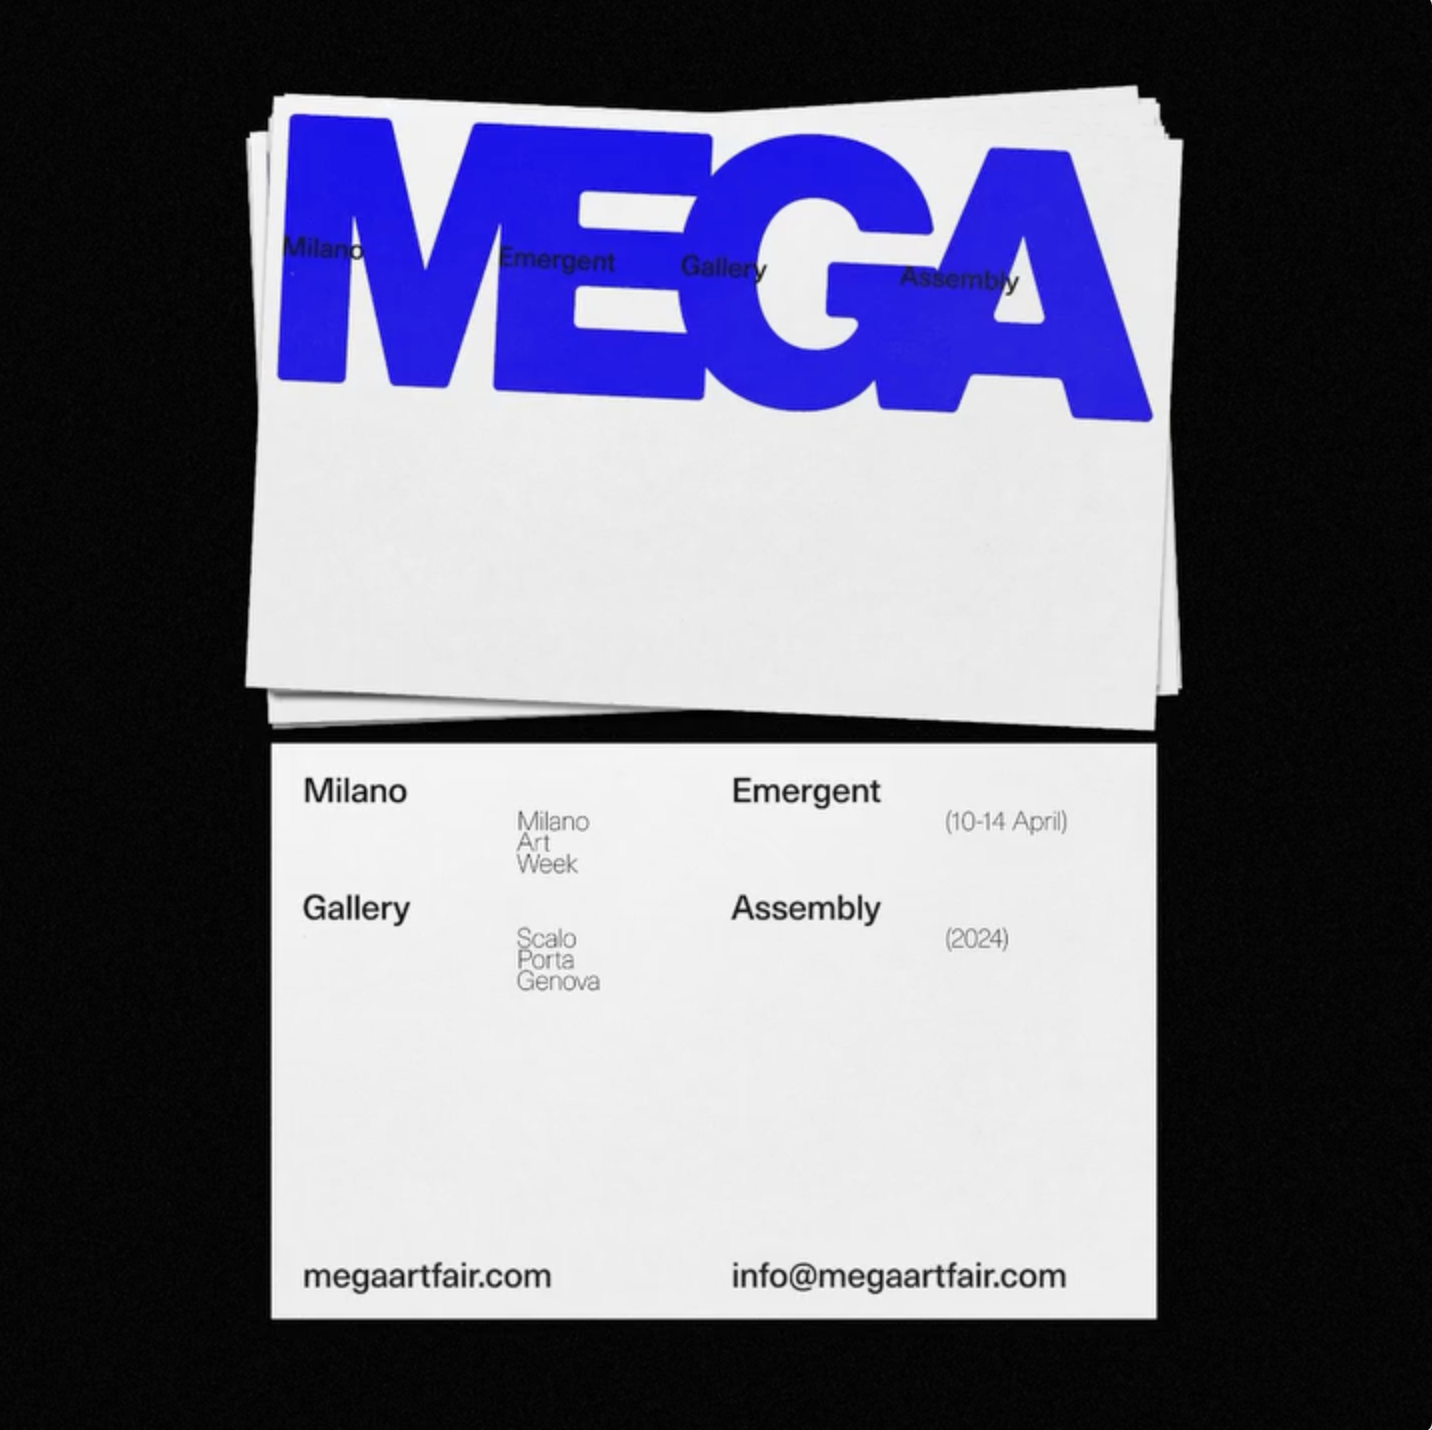 MEGA
Milano Emergent Gallery Assembly
Milano Emergent
Milano (10-14 April)
Art
Week
Gallery Assembly
Scalo (2024)
Porta
Genova
megaartfair.com info@megaartfair.com